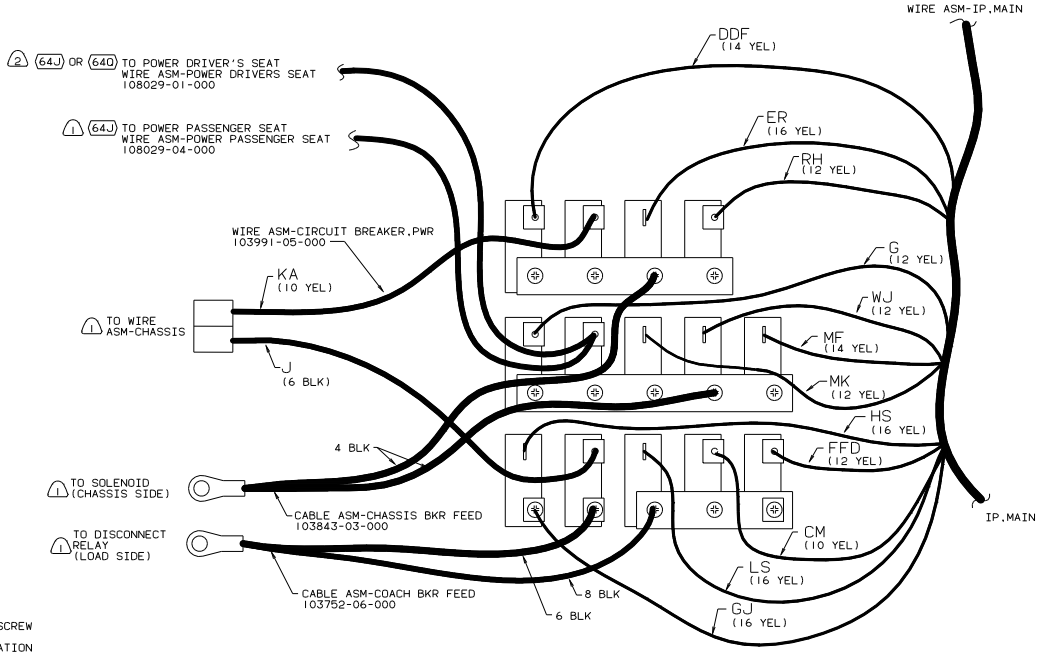 WIRE ASM-IP,MAIN
DDF
(14 YEL)
2 64J OR 64Q TO POWER DRIVER'S SEAT
WIRE ASM-POWER DRIVERS SEAT
108029-01-000
1 64J TO POWER PASSENGER SEAT
WIRE ASM-POWER PASSENGER SEAT
108029-04-000
ER
(16 YEL)
RH
(12 YEL)
WIRE ASM-CIRCUIT BREAKER,PWR
103991-05-000
G
(12 YEL)
KA
(10 YEL)
WJ
(12 YEL)
1 TO WIRE
ASM-CHASSIS
MF
(14 YEL)
J
(6 BLK)
MK
(12 YEL)
HS
(16 YEL)
4 BLK
FFD
(12 YEL)
1 TO SOLENOID
(CHASSIS SIDE)
CABLE ASM-CHASSIS BKR FEED
103843-03-000
IP,MAIN
1 TO DISCONNECT
RELAY
(LOAD SIDE)
CM
(10 YEL)
LS
(16 YEL)
CABLE ASM-COACH BKR FEED
103752-06-000
8 BLK
6 BLK
GJ
(16 YEL)
SCREW
ATION